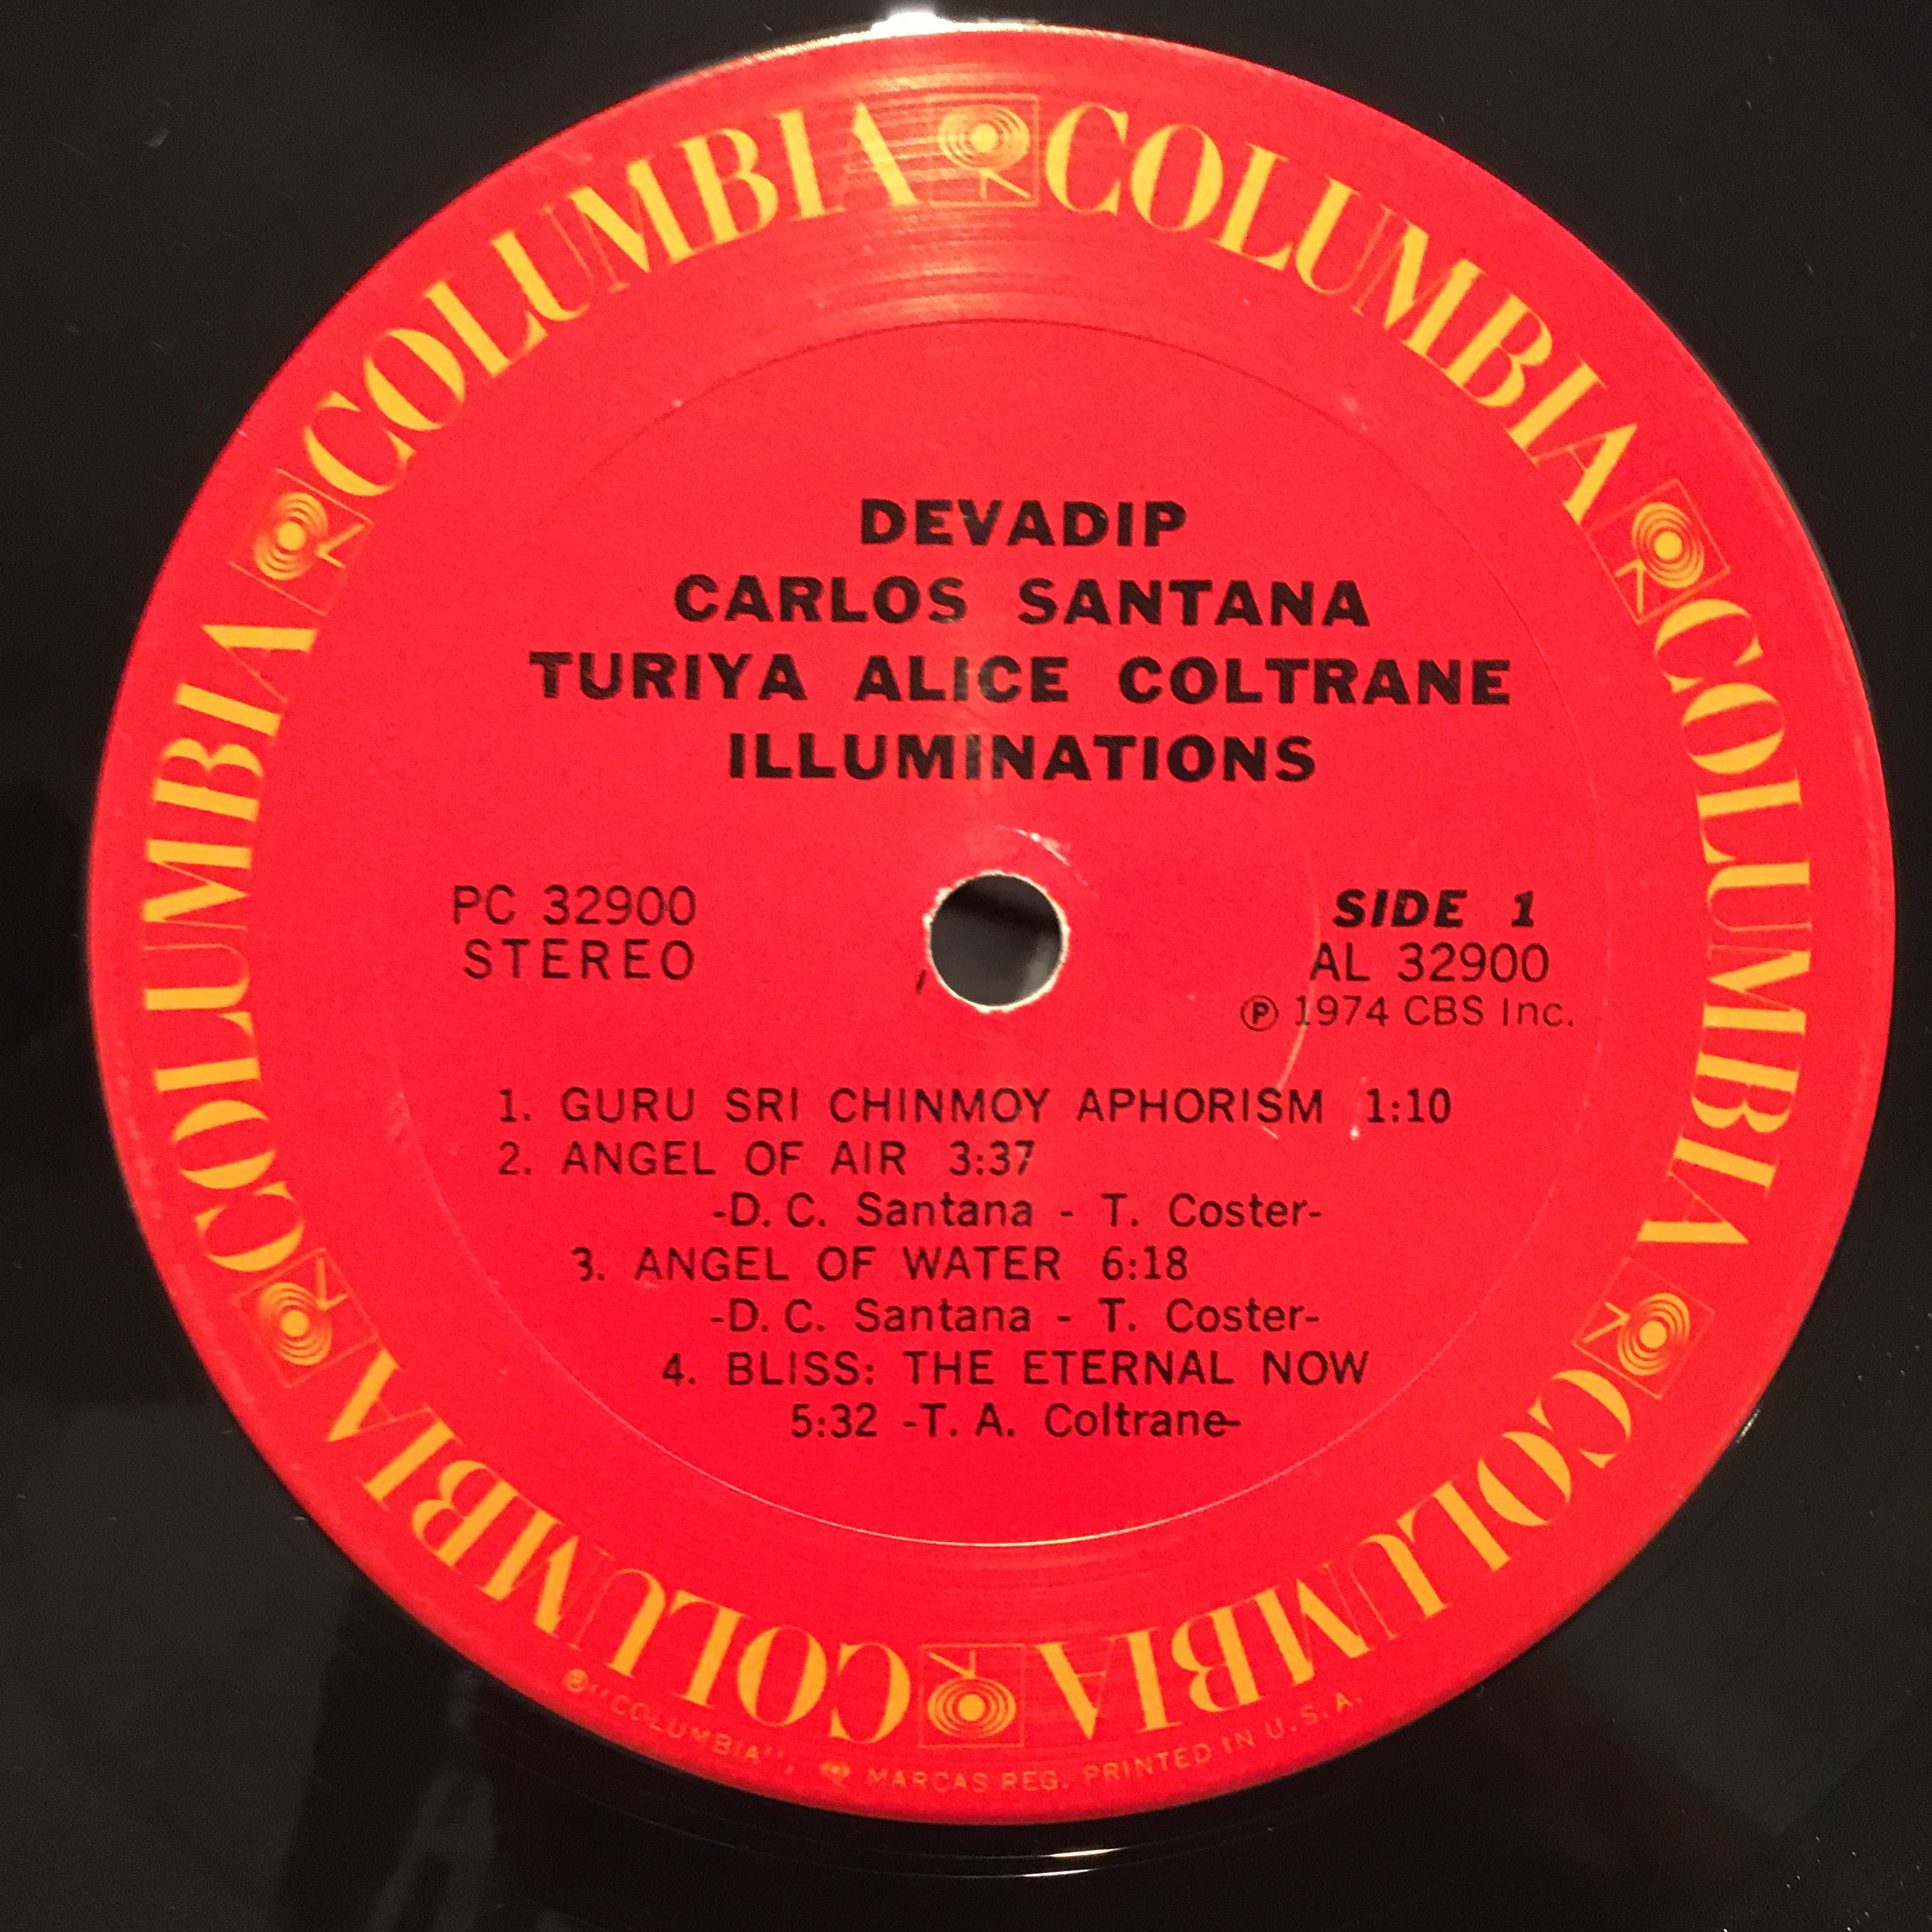 COLUMBIA COLUMBIA COLUMBIA COLUMBIA COLUMBIA COLUMBIA
DEVADIP
CARLOS SANTANA
TURIYA ALICE COLTRANE
ILLUMINATIONS
PC 32900
STEREO
SIDE 1
AL 32900
Ⓟ 1974 CBS Inc.
1. GURU SRI CHINMOY APHORISM 1:10
2. ANGEL OF AIR 3:37
-D. C. Santana - T. Coster-
3. ANGEL OF WATER 6:18
-D. C. Santana - T. Coster-
4. BLISS: THE ETERNAL NOW
5:32 -T. A. Coltrane-
®"COLUMBIA", MARCAS REG. PRINTED IN U.S.A.